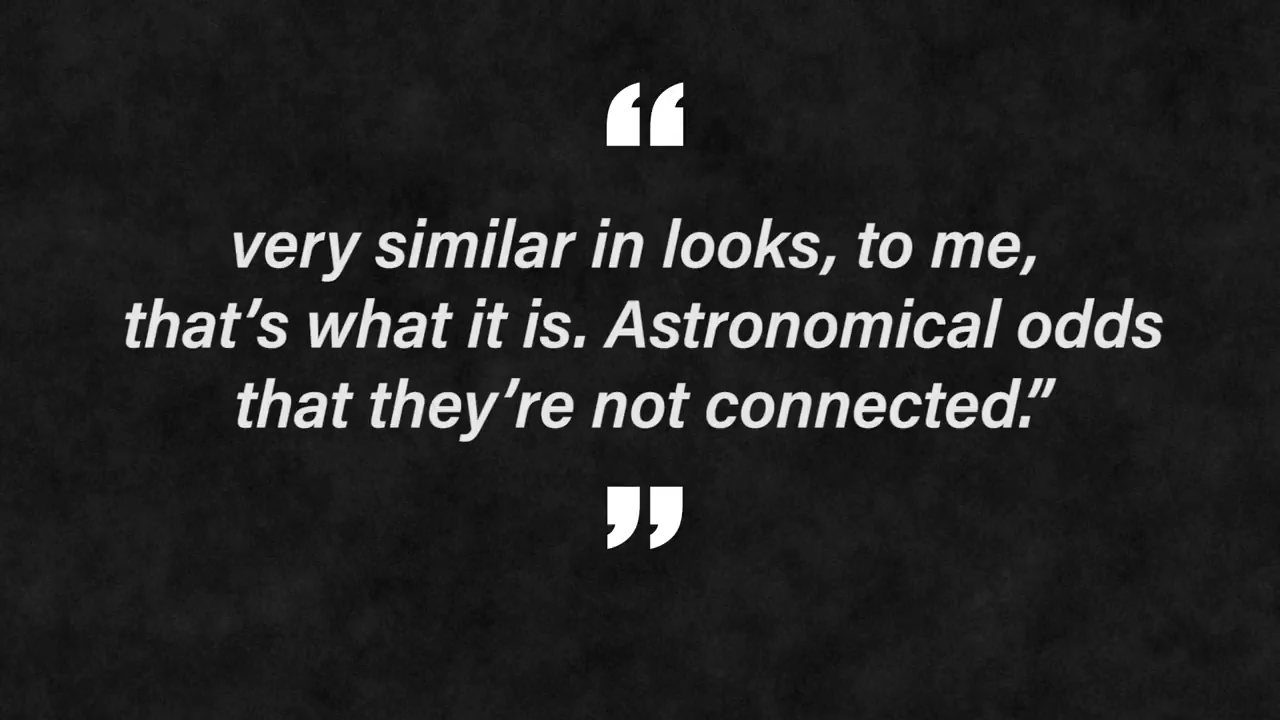 “
very similar in looks, to me,
that’s what it is. Astronomical odds
that they’re not connected.”
”